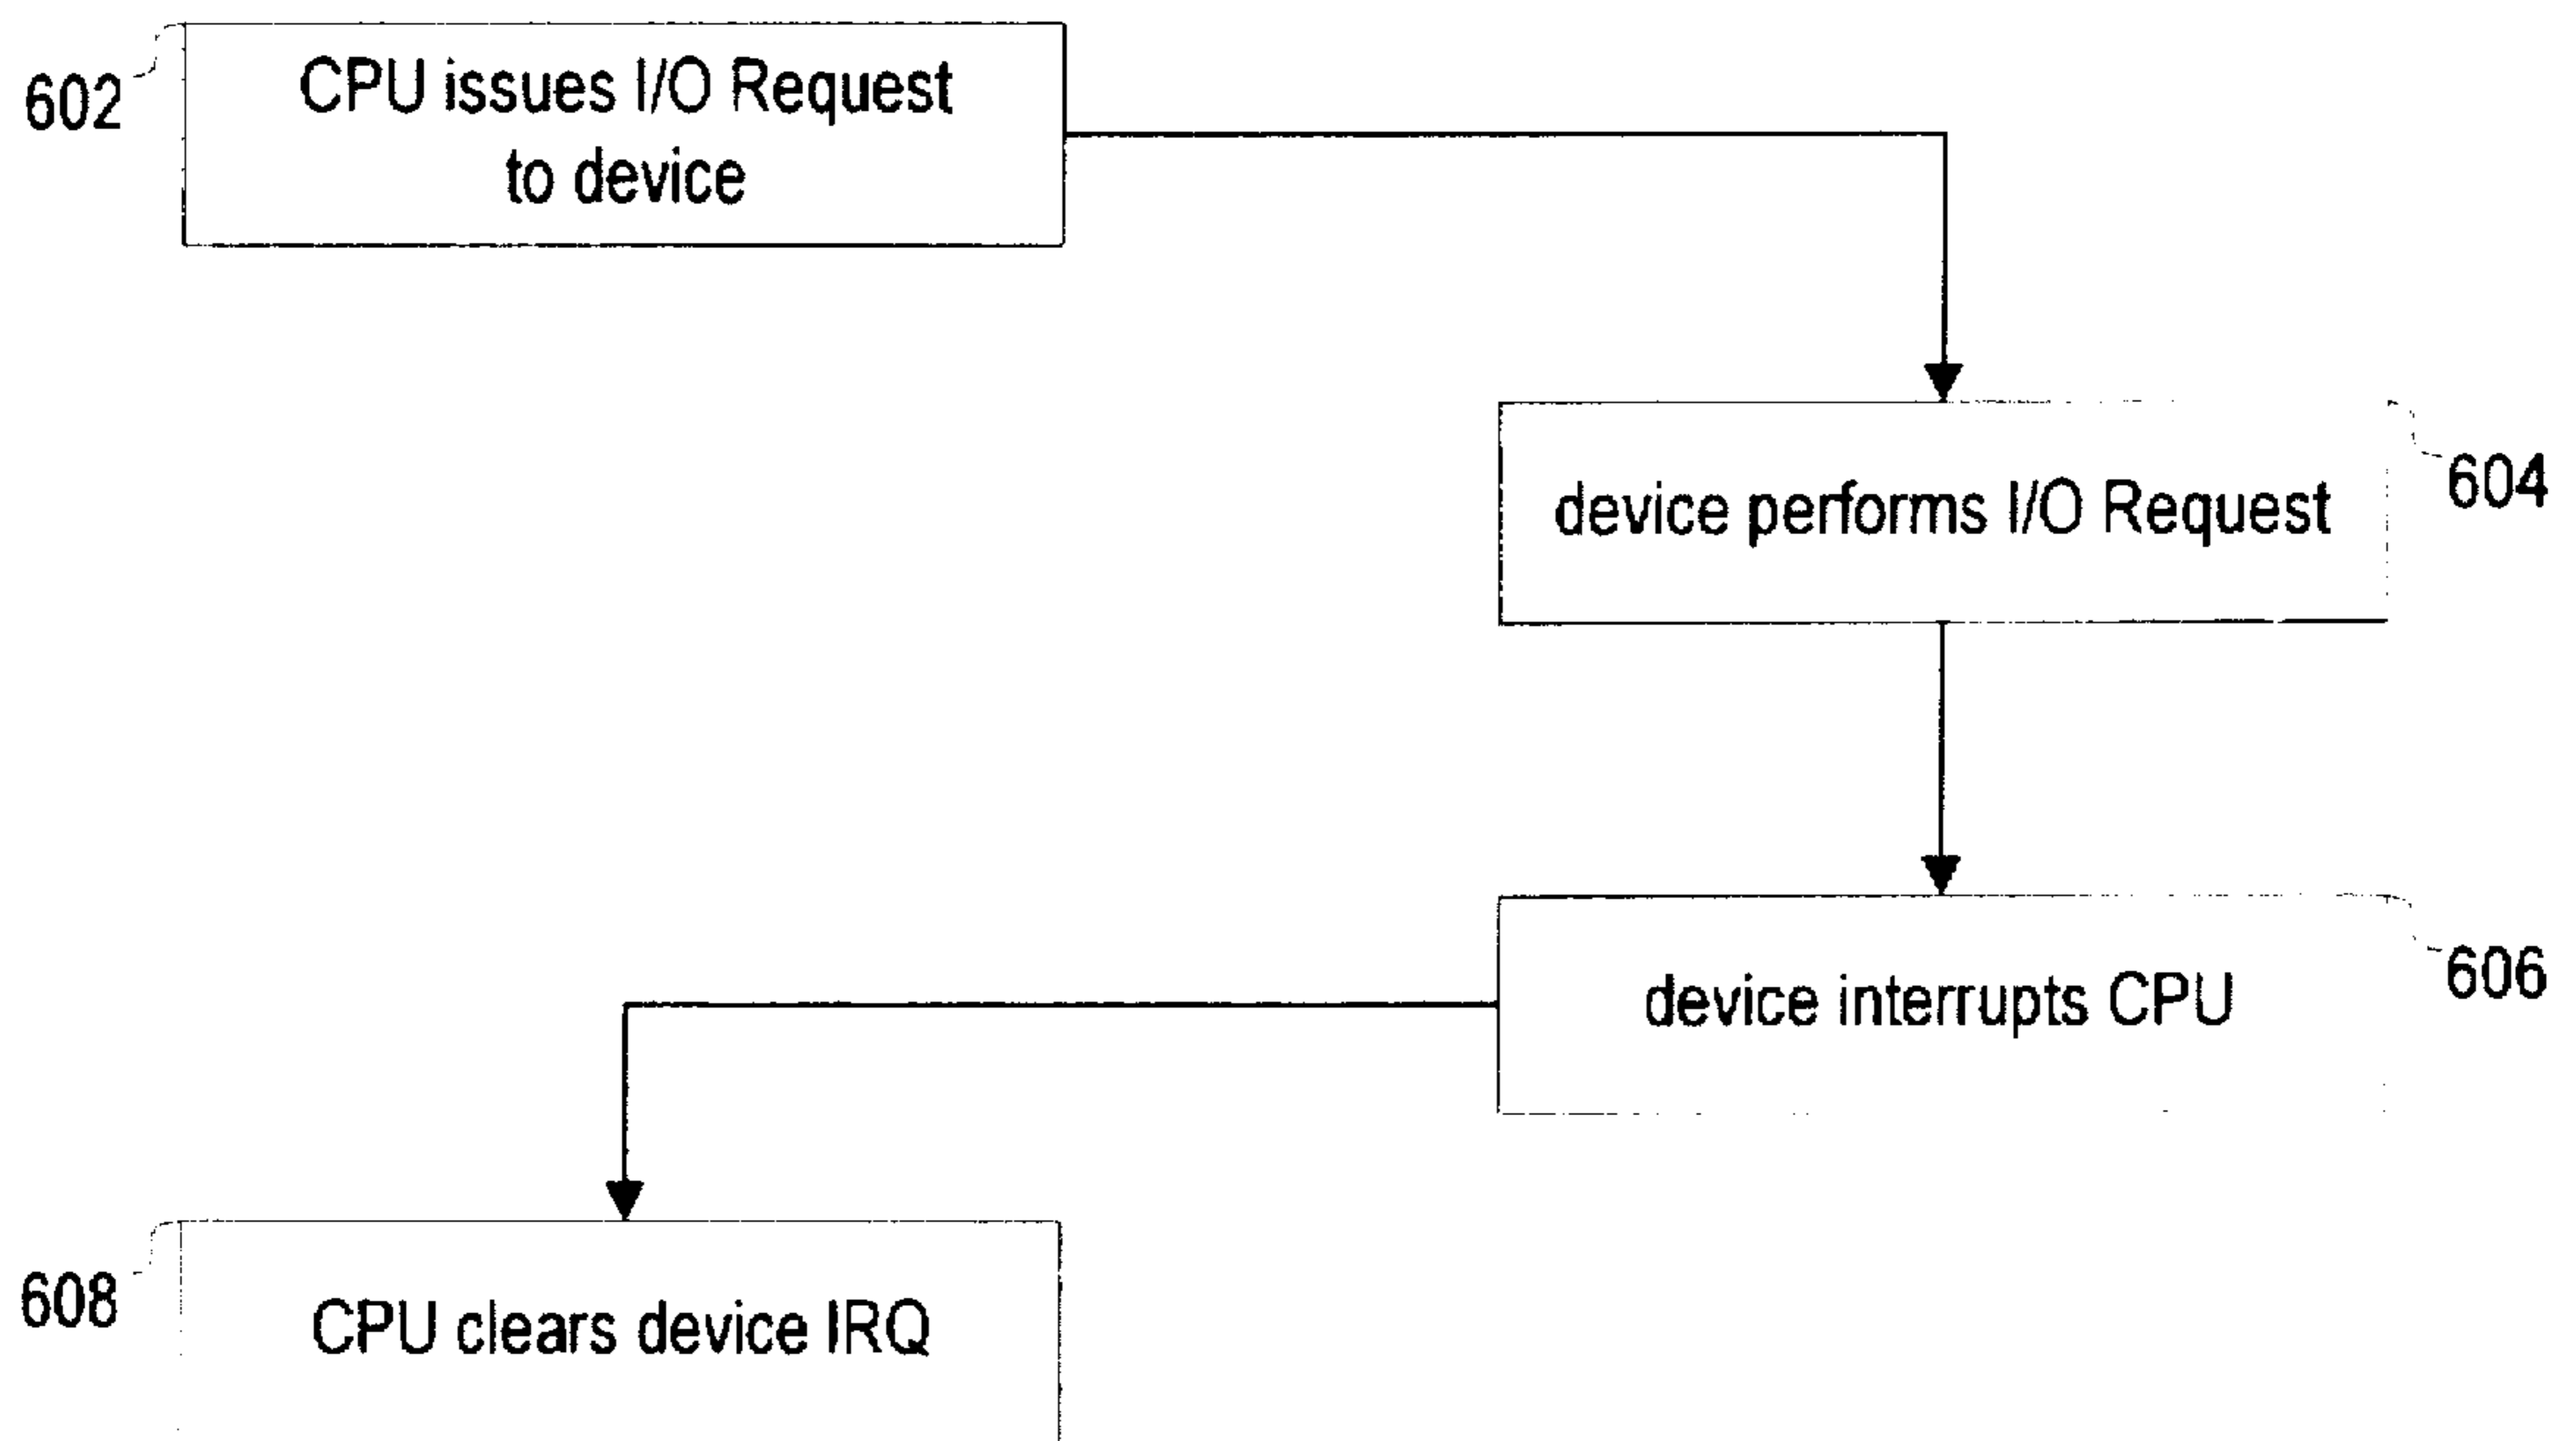 602
CPU issues I/O Request
to device
604
device performs I/O Request
606
device interrupts CPU
608
CPU clears device IRQ